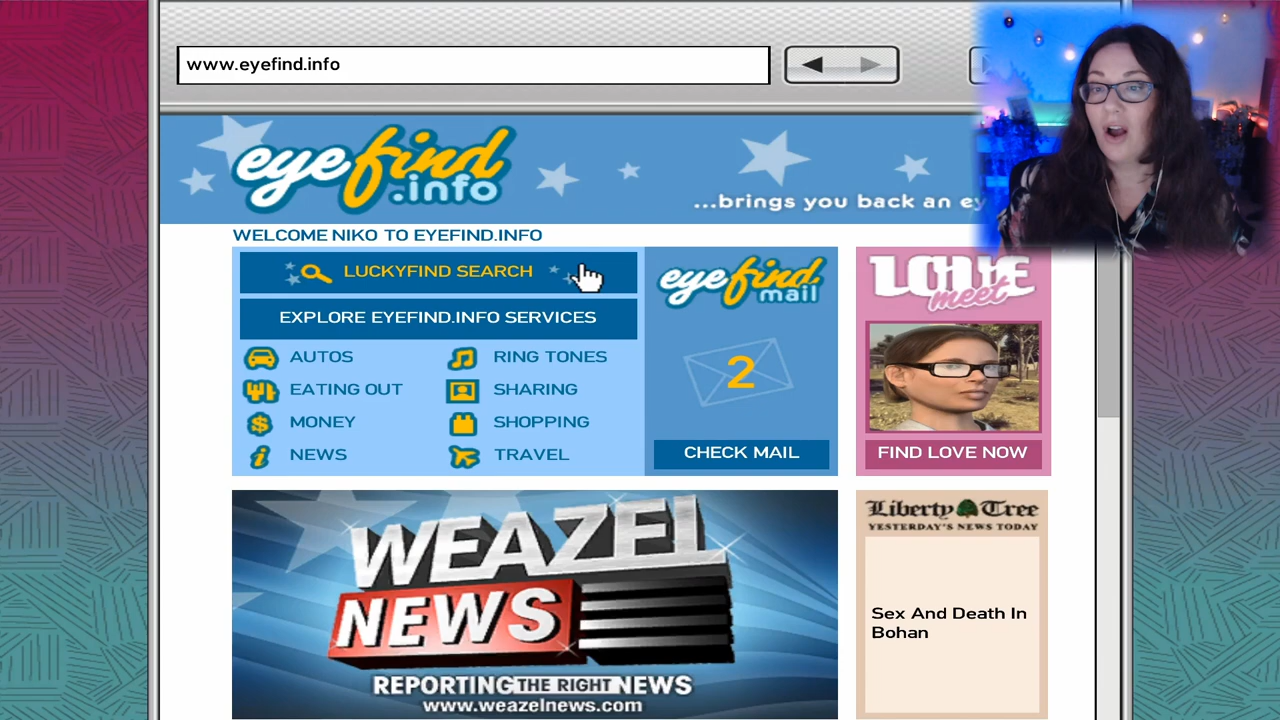 www.eyefind.info
eyefind
.info
...brings you back an ey
WELCOME NIKO TO EYEFIND.INFO
LUCKYFIND SEARCH
EXPLORE EYEFIND.INFO SERVICES
AUTOS
RING TONES
EATING OUT
SHARING
MONEY
SHOPPING
NEWS
TRAVEL
eyefind
mail
2
CHECK MAIL
LOVE
meet
FIND LOVE NOW
WEAZEL
NEWS
REPORTING THE RIGHT NEWS
www.weazelnews.com
Liberty Tree
YESTERDAY'S NEWS TODAY
Sex And Death In
Bohan